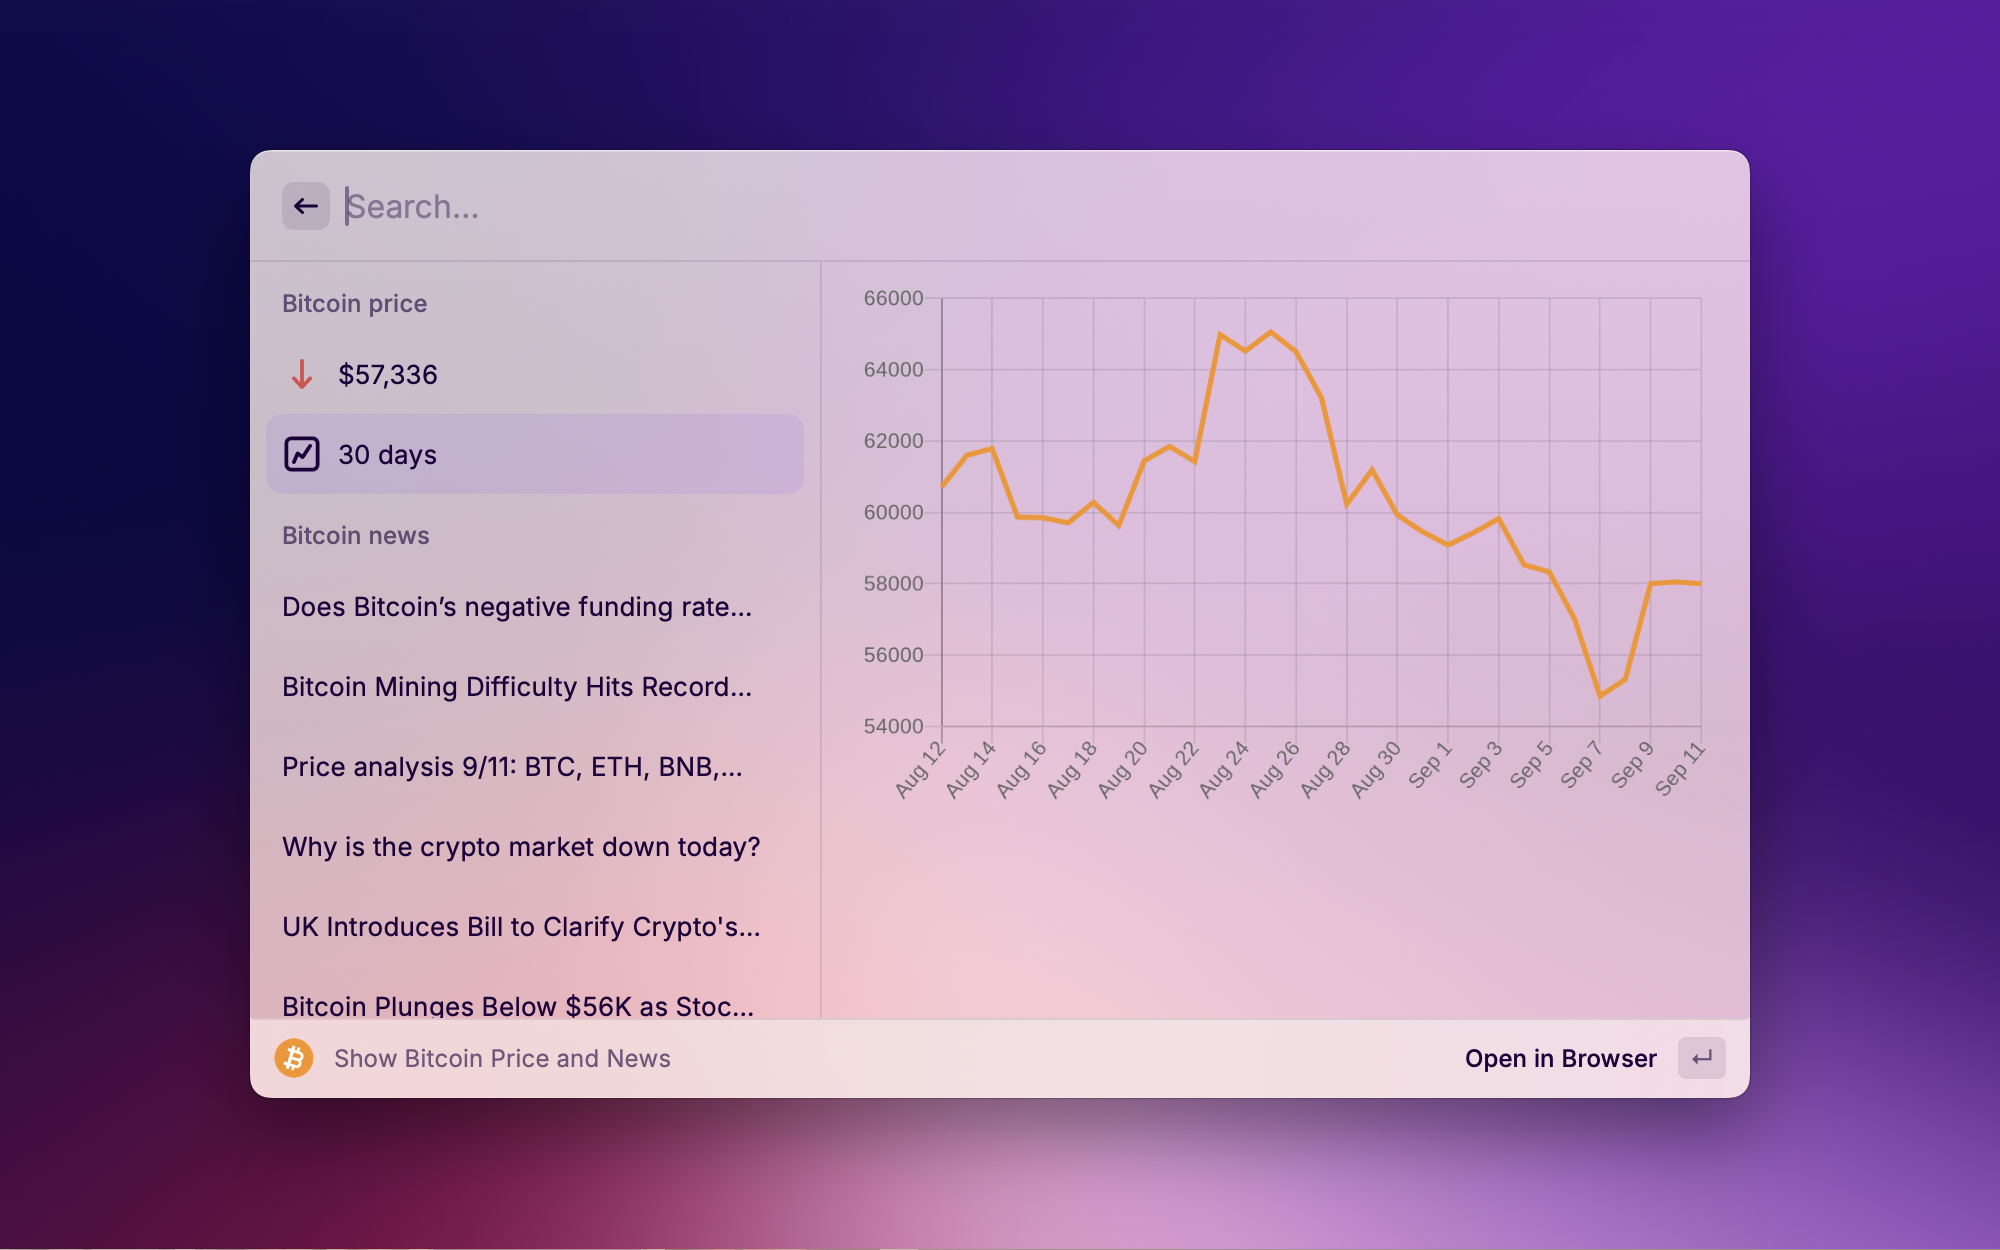 Search...
Bitcoin price
$57,336
30 days
Bitcoin news
Does Bitcoin’s negative funding rate...
Bitcoin Mining Difficulty Hits Record...
Price analysis 9/11: BTC, ETH, BNB,...
Why is the crypto market down today?
UK Introduces Bill to Clarify Crypto's...
Bitcoin Plunges Below $56K as Stoc...
66000
64000
62000
60000
58000
56000
54000
Aug 12
Aug 14
Aug 16
Aug 18
Aug 20
Aug 22
Aug 24
Aug 26
Aug 28
Aug 30
Sep 1
Sep 3
Sep 5
Sep 7
Sep 9
Sep 11
Show Bitcoin Price and News
Open in Browser